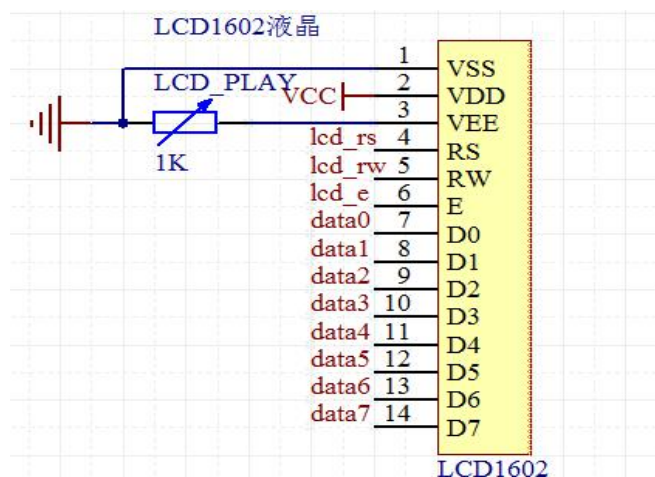 LCD1602液晶
LCD_PLAY
1K
VCC
1 VSS
2 VDD
3 VEE
lcd_rs 4 RS
lcd_rw 5 RW
lcd_e 6 E
data0 7 D0
data1 8 D1
data2 9 D2
data3 10 D3
data4 11 D4
data5 12 D5
data6 13 D6
data7 14 D7
LCD1602